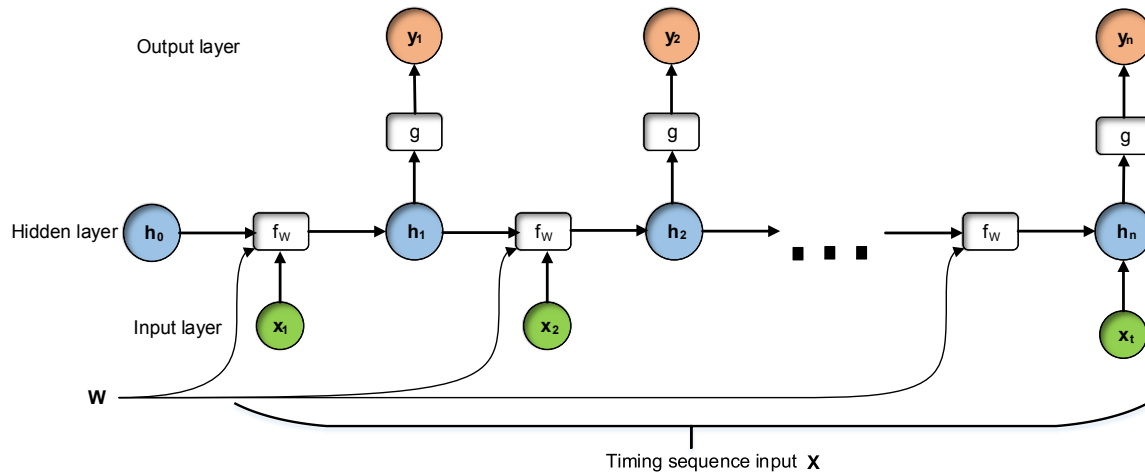 Output layer
y1
y2
yn
g
g
g
Hidden layer
h0
fW
h1
fW
h2
...
fW
hn
Input layer
x1
x2
xt
W
Timing sequence input X